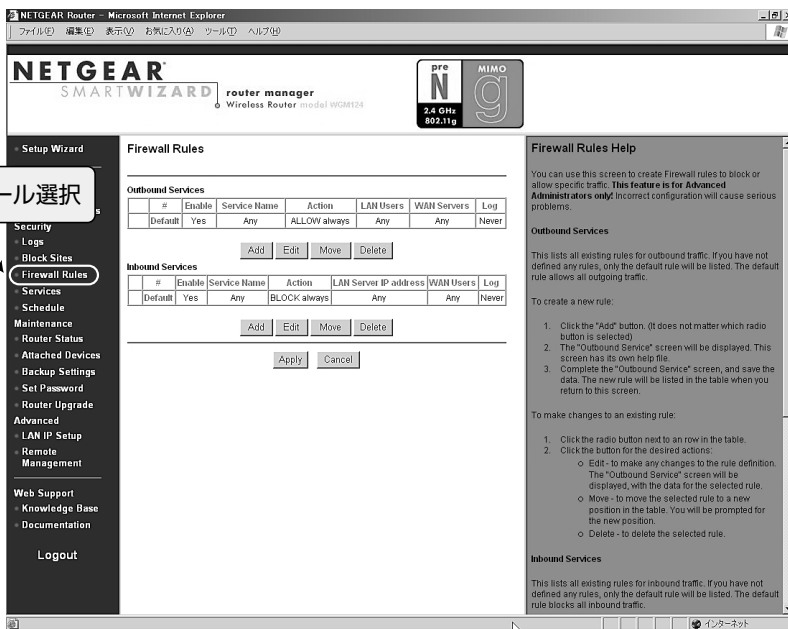 NETGEAR Router - Microsoft Internet Explorer
ファイル(F) 編集(E) 表示(V) お気に入り(A) ツール(T) ヘルプ(H)
NETGEAR
SMARTWIZARD router manager
Wireless Router model WGM124
pre N
2.4 GHz
802.11g
MIMO
g
Setup Wizard
ール選択
s
Security
Logs
Block Sites
Firewall Rules
Services
Schedule
Maintenance
Router Status
Attached Devices
Backup Settings
Set Password
Router Upgrade
Advanced
LAN IP Setup
Remote
Management
Web Support
Knowledge Base
Documentation
Logout
Firewall Rules
Outbound Services
# Enable Service Name Action LAN Users WAN Servers Log
Default Yes Any ALLOW always Any Any Never
Add Edit Move Delete
Inbound Services
# Enable Service Name Action LAN Server IP address WAN Users Log
Default Yes Any BLOCK always Any Any Never
Add Edit Move Delete
Apply Cancel
Firewall Rules Help
You can use this screen to create Firewall rules to block or
allow specific traffic. This feature is for Advanced
Administrators only! Incorrect configuration will cause serious
problems.
Outbound Services
This lists all existing rules for outbound traffic. If you have not
defined any rules, only the default rule will be listed. The default
rule allows all outgoing traffic.
To create a new rule:
1. Click the "Add" button. (It does not matter which radio
button is selected)
2. The "Outbound Service" screen will be displayed. This
screen has its own help file.
3. Complete the "Outbound Service" screen, and save the
data. The new rule will be listed in the table when you
return to this screen.
To make changes to an existing rule:
1. Click the radio button next to an row in the table.
2. Click the button for the desired actions:
Edit - to make any changes to the rule definition.
The "Outbound Service" screen will be
displayed, with the data for the selected rule.
Move - to move the selected rule to a new
position in the table. You will be prompted for
the new position.
Delete - to delete the selected rule.
Inbound Services
This lists all existing rules for inbound traffic. If you have not
defined any rules, only the default rule will be listed. The default
rule blocks all inbound traffic.
インターネット